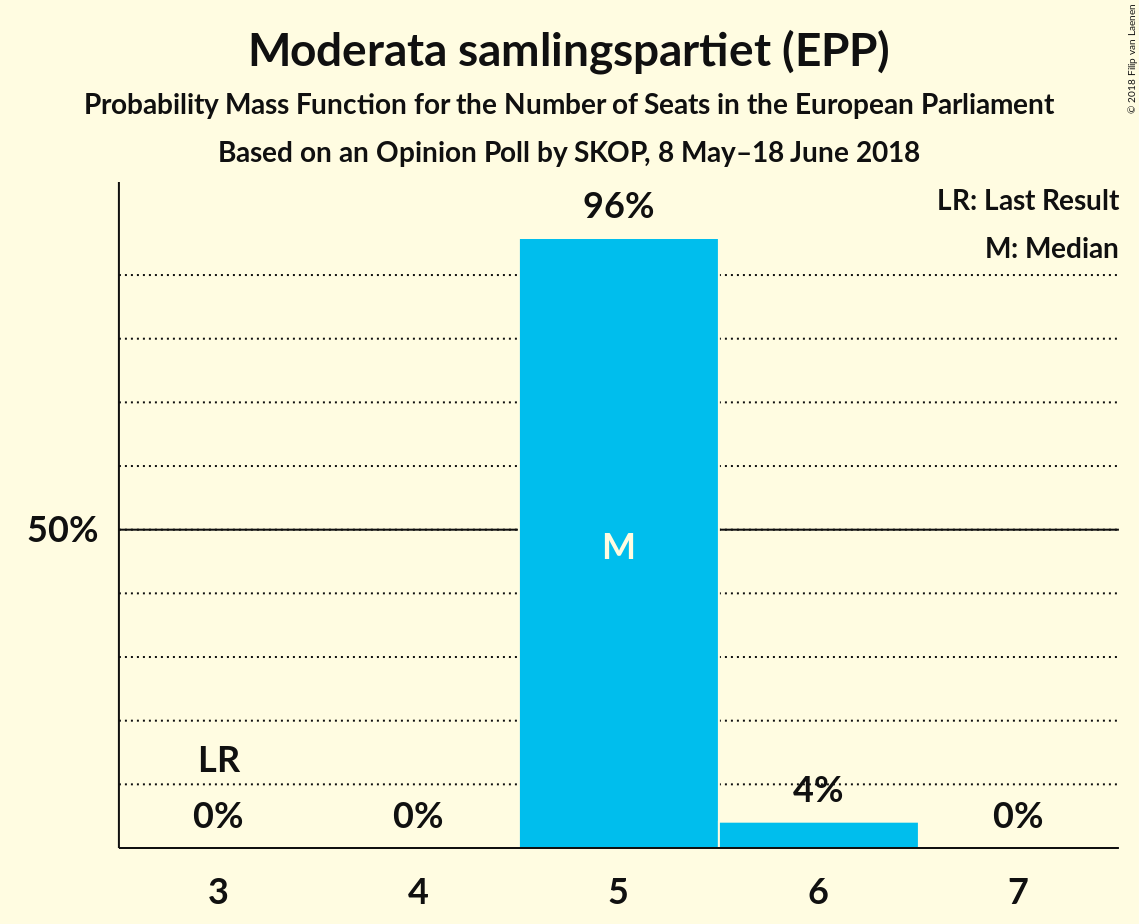 Moderata samlingspartiet (EPP)
Probability Mass Function for the Number of Seats in the European Parliament
Based on an Opinion Poll by SKOP, 8 May–18 June 2018
© 2018 Filip van Laenen
LR: Last Result
M: Median
96%
50%
M
LR
0%
0%
4%
0%
3
4
5
6
7